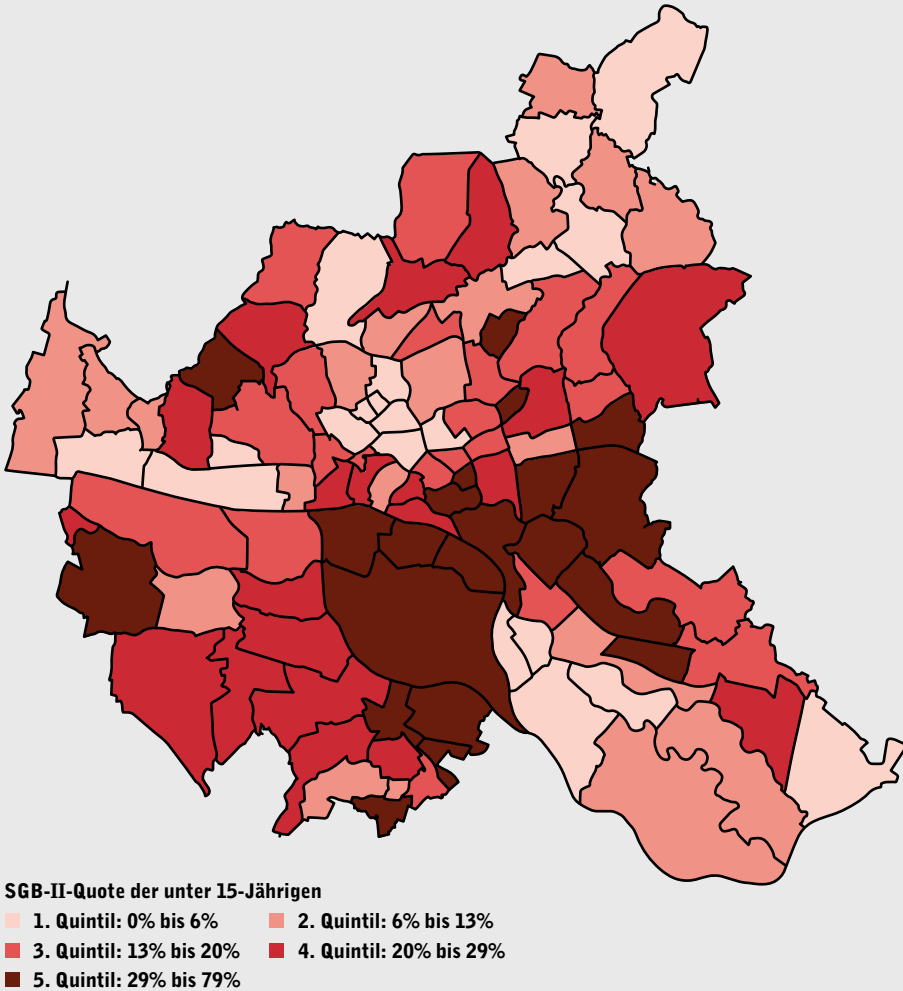 SGB-II-Quote der unter 15-Jährigen
1. Quintil: 0% bis 6%
2. Quintil: 6% bis 13%
3. Quintil: 13% bis 20%
4. Quintil: 20% bis 29%
5. Quintil: 29% bis 79%